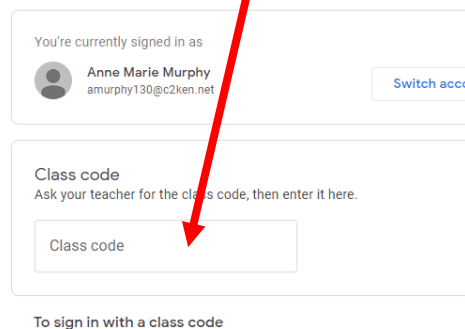 You're currently signed in as
Anne Marie Murphy
amurphy130@c2ken.net
Switch acco
Class code
Ask your teacher for the class code, then enter it here.
Class code
To sign in with a class code